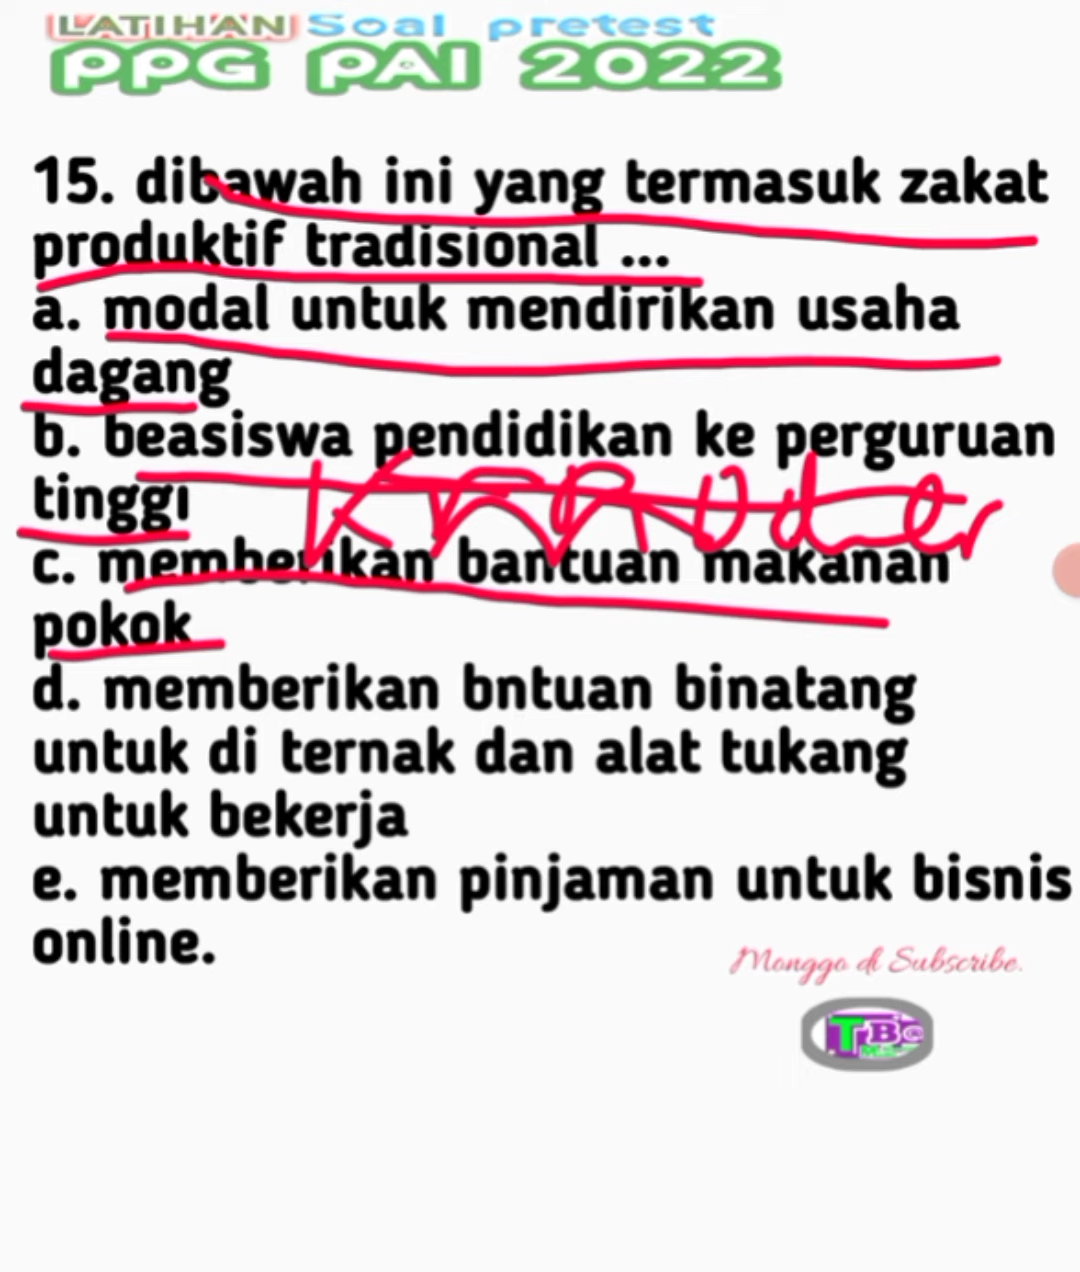 LATIHAN Soal pretest
PPG PAI 2022
15. dibawah ini yang termasuk zakat
produktif tradisional ...
a. modal untuk mendirikan usaha
dagang
b. beasiswa pendidikan ke perguruan
tinggi
c. memberikan bantuan makanan
pokok
d. memberikan bntuan binatang
untuk di ternak dan alat tukang
untuk bekerja
e. memberikan pinjaman untuk bisnis
online.
Monggo di Subscribe.